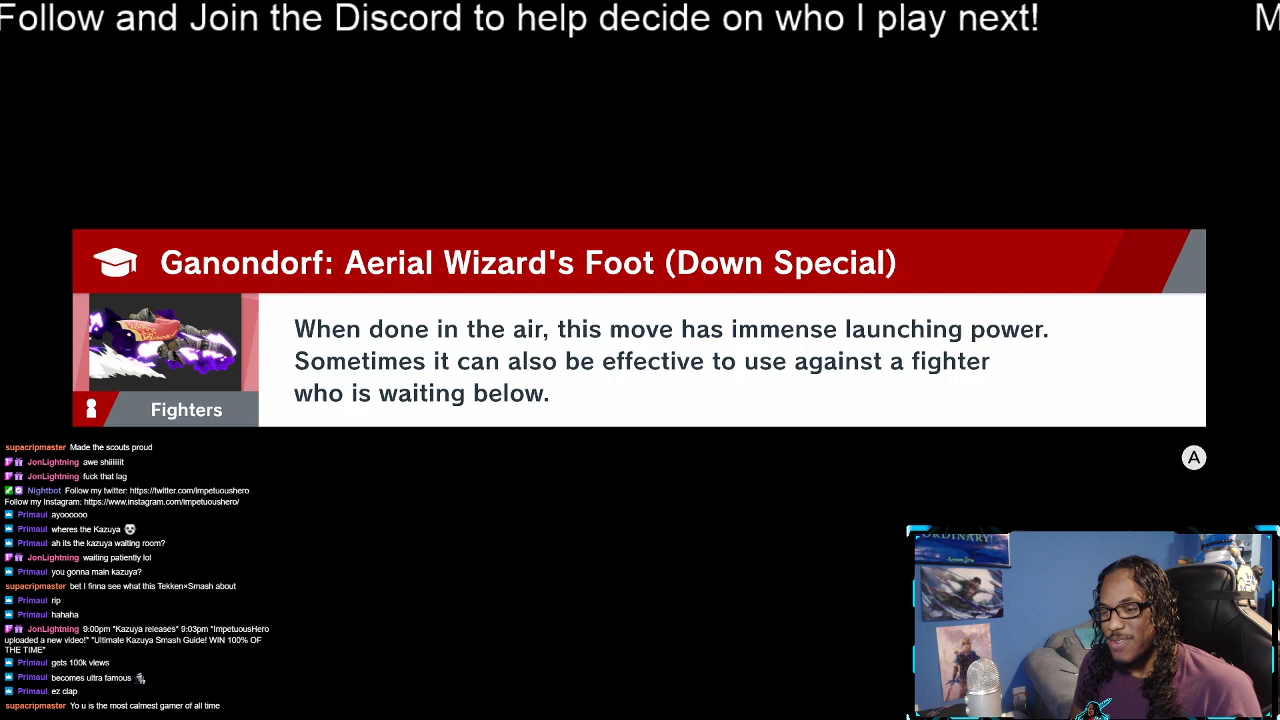 Follow and Join the Discord to help decide on who I play next! M
Ganondorf: Aerial Wizard's Foot (Down Special)
When done in the air, this move has immense launching power.
Sometimes it can also be effective to use against a fighter
who is waiting below.
Fighters
A
supacripmaster Made the scouts proud
JonLightning awe shiiiiiit
JonLightning fuck that lag
Nightbot Follow my twitter: https://twitter.com/impetuoushero
Follow my Instagram: https://www.instagram.com/impetuoushero/
Primaul ayoooooo
Primaul wheres the Kazuya
Primaul ah its the kazuya waiting room?
JonLightning waiting patiently lol
Primaul you gonna main kazuya?
supacripmaster bet I finna see what this Tekken×Smash about
Primaul rip
Primaul hahaha
JonLightning 9:00pm *Kazuya releases* 9:03pm "ImpetuousHero
uploaded a new video!" "Ultimate Kazuya Smash Guide! WIN 100% OF
THE TIME"
Primaul gets 100k views
Primaul becomes ultra famous
Primaul ez clap
supacripmaster Yo u is the most calmest gamer of all time
ORDINARY!